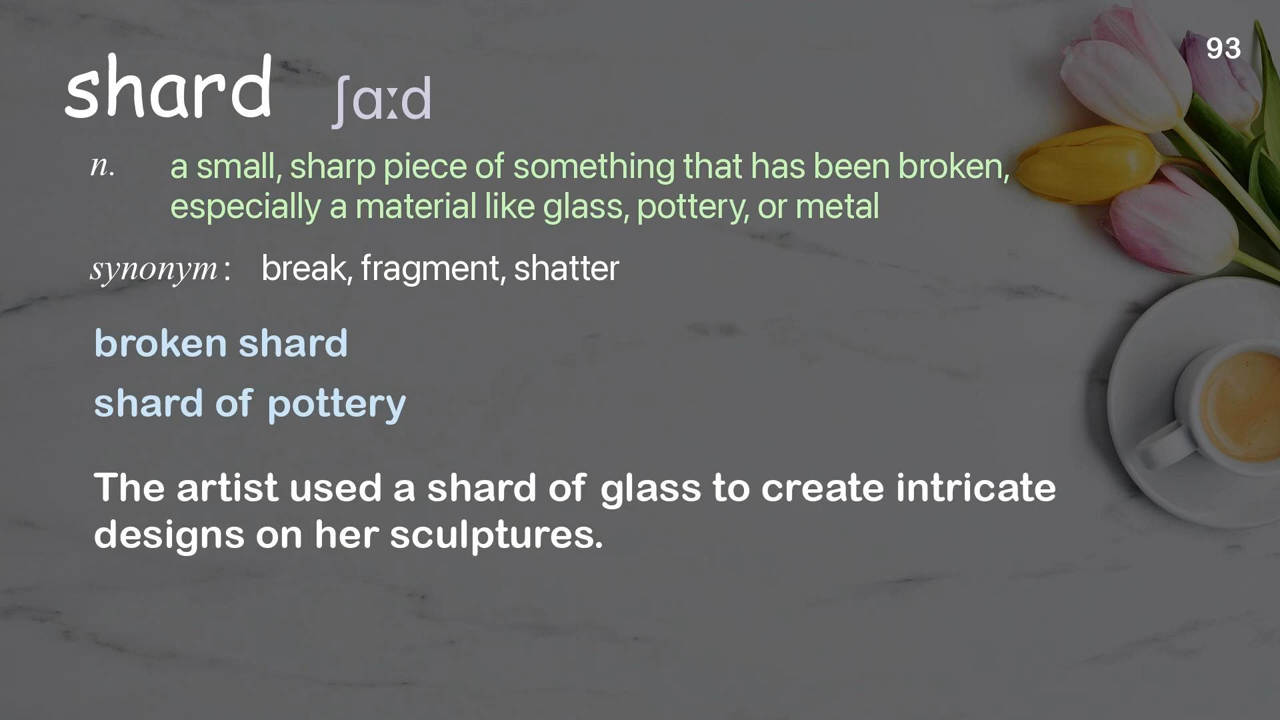 93
shard ʃɑːd
n. a small, sharp piece of something that has been broken,
especially a material like glass, pottery, or metal
synonym: break, fragment, shatter
broken shard
shard of pottery
The artist used a shard of glass to create intricate
designs on her sculptures.